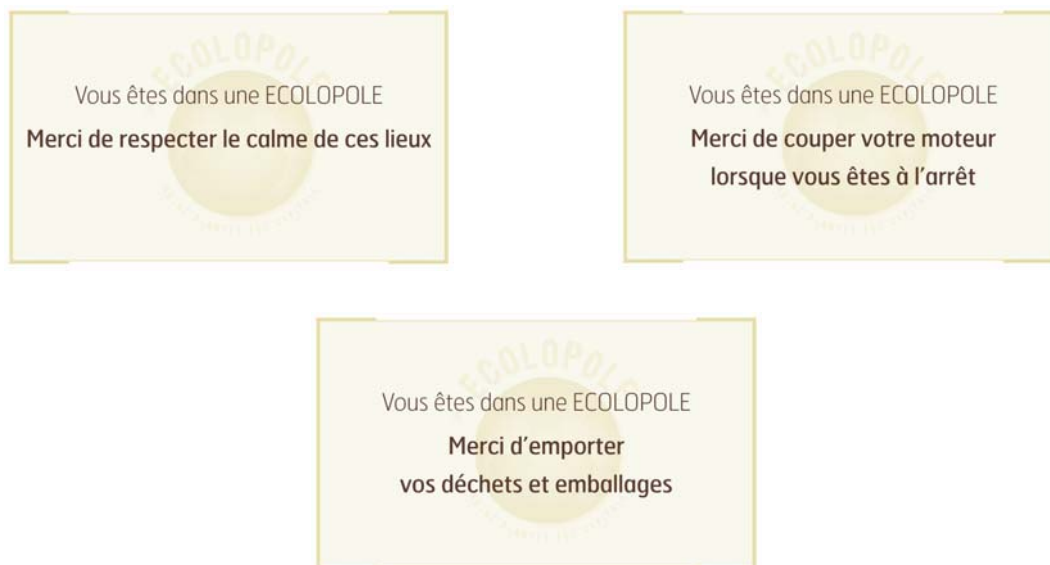 ECOLOPOLE
Vous êtes dans une ECOLOPOLE
Merci de respecter le calme de ces lieux
ECOLOPOLE
Vous êtes dans une ECOLOPOLE
Merci de couper votre moteur
lorsque vous êtes à l'arrêt
ECOLOPOLE
Vous êtes dans une ECOLOPOLE
Merci d'emporter
vos déchets et emballages